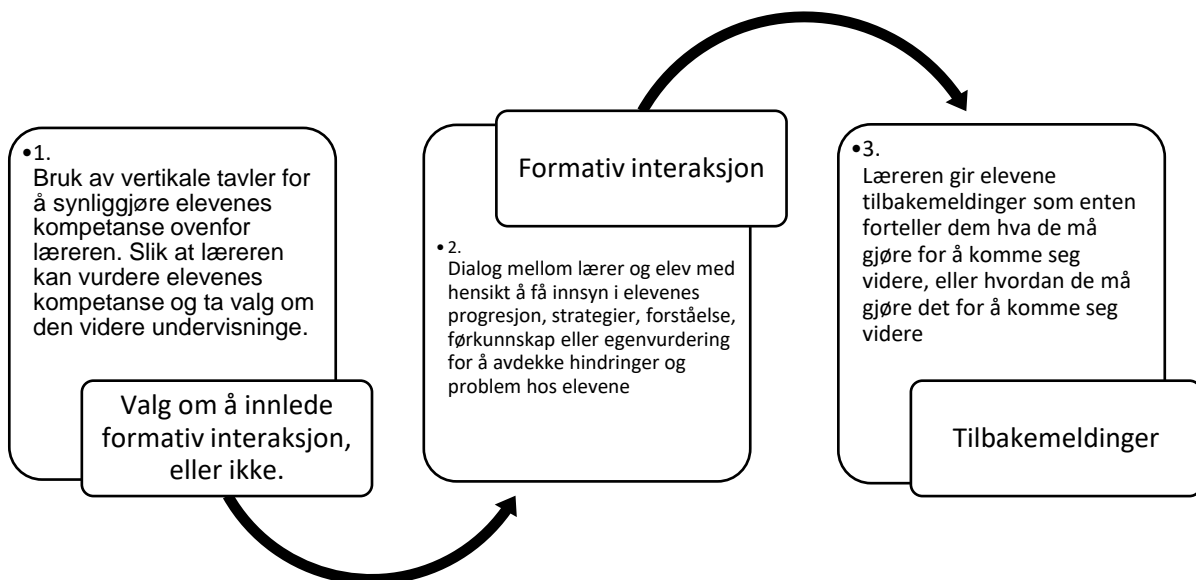 •1.
Bruk av vertikale tavler for
å synliggjøre elevenes
kompetanse ovenfor
læreren. Slik at læreren
kan vurdere elevenes
kompetanse og ta valg om
den videre undervisninge.
Valg om å innlede
formativ interaksjon,
eller ikke.
Formativ interaksjon
• 2.
Dialog mellom lærer og elev med
hensikt å få innsyn i elevenes
progresjon, strategier, forståelse,
førkunnskap eller egenvurdering
for å avdekke hindringer og
problem hos elevene
•3.
Læreren gir elevene
tilbakemeldinger som enten
forteller dem hva de må
gjøre for å komme seg
videre, eller hvordan de må
gjøre det for å komme seg
videre
Tilbakemeldinger